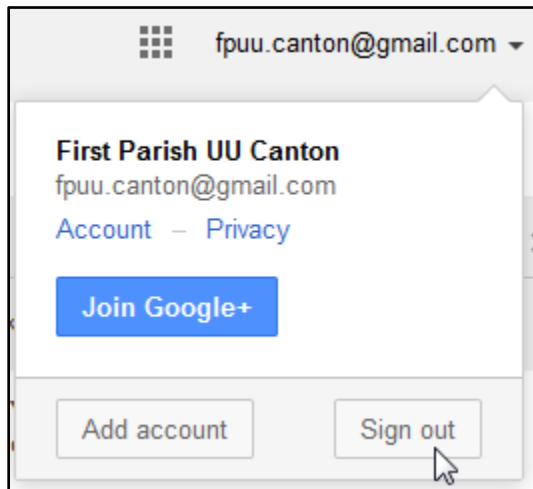 fpuu.canton@gmail.com
First Parish UU Canton
fpuu.canton@gmail.com
Account – Privacy
Join Google+
Add account Sign out